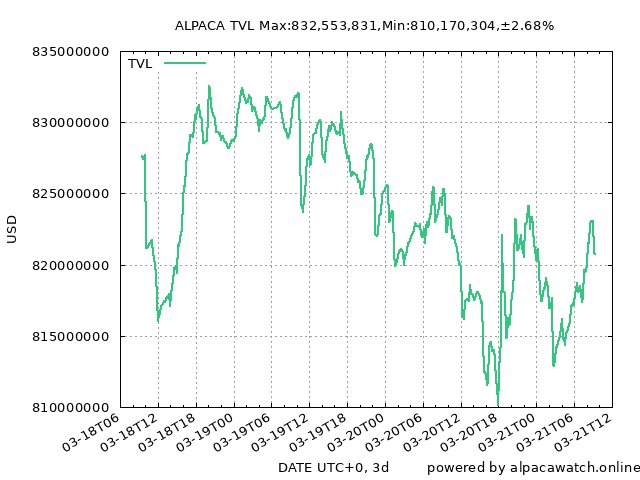 ALPACA TVL Max:832,553,831,Min:810,170,304,±2.68%
835000000
TVL
830000000
825000000
USD
820000000
815000000
810000000
03-18T06
03-18T12
03-18T18
03-19T00
03-19T06
03-19T12
03-19T18
03-20T00
03-20T06
03-20T12
03-20T18
03-21T00
03-21T06
03-21T12
DATE UTC+0, 3d
powered by alpacawatch.online